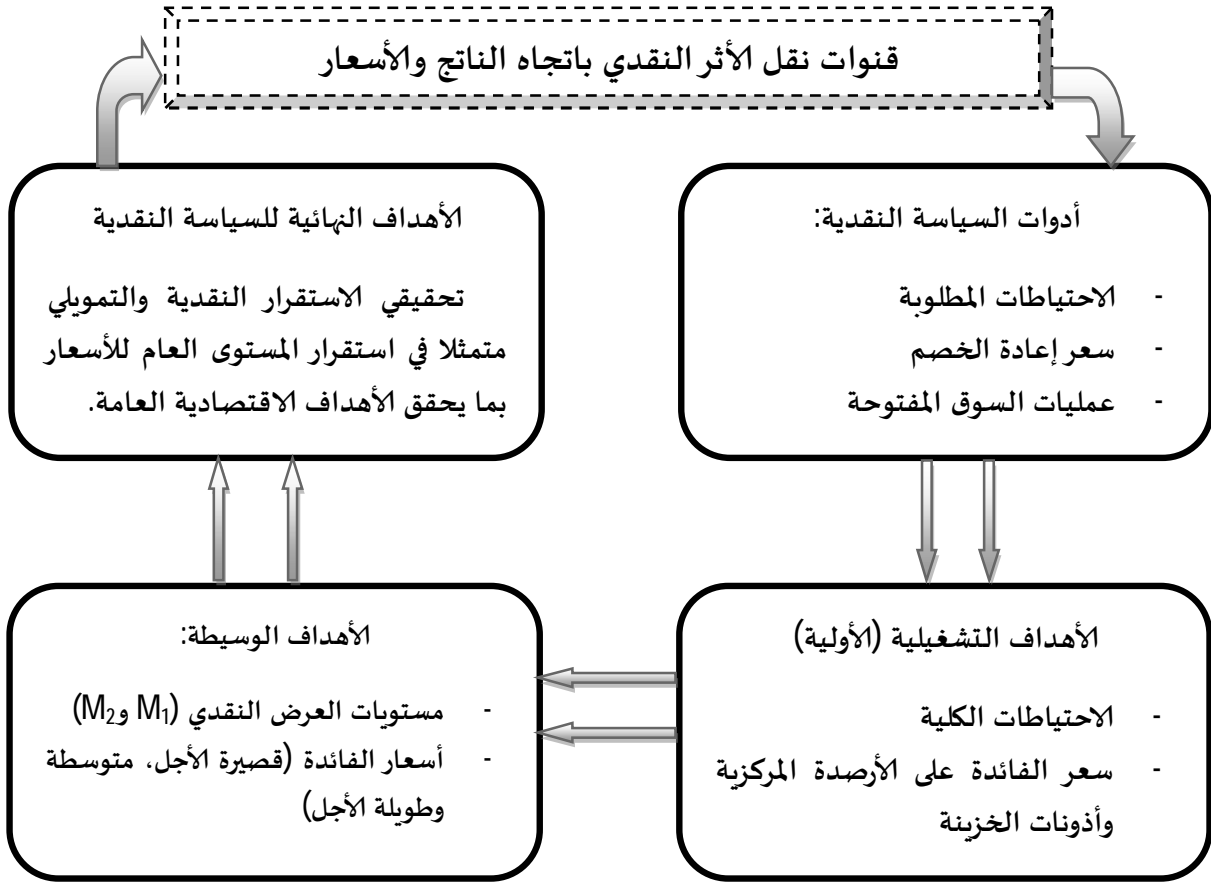 قنوات نقل الأثر النقدي باتجاه الناتج والأسعار
أدوات السياسة النقدية:
- الاحتياطات المطلوبة
- سعر إعادة الخصم
- عمليات السوق المفتوحة
الأهداف التشغيلية (الأولية)
- الاحتياطات الكلية
- سعر الفائدة على الأرصدة المركزية
وأذونات الخزينة
الأهداف الوسيطة:
- مستويات العرض النقدي (M₁ وM₂)
- أسعار الفائدة (قصيرة الأجل، متوسطة
وطويلة الأجل)
الأهداف النهائية للسياسة النقدية
تحقيقي الاستقرار النقدية والتمويلي
متمثلا في استقرار المستوى العام للأسعار
بما يحقق الأهداف الاقتصادية العامة.